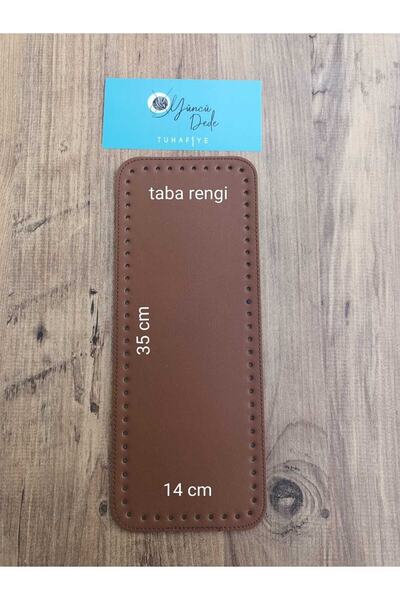 Yüncü
Dede
TUHAFİYE
taba rengi
35 cm
14 cm